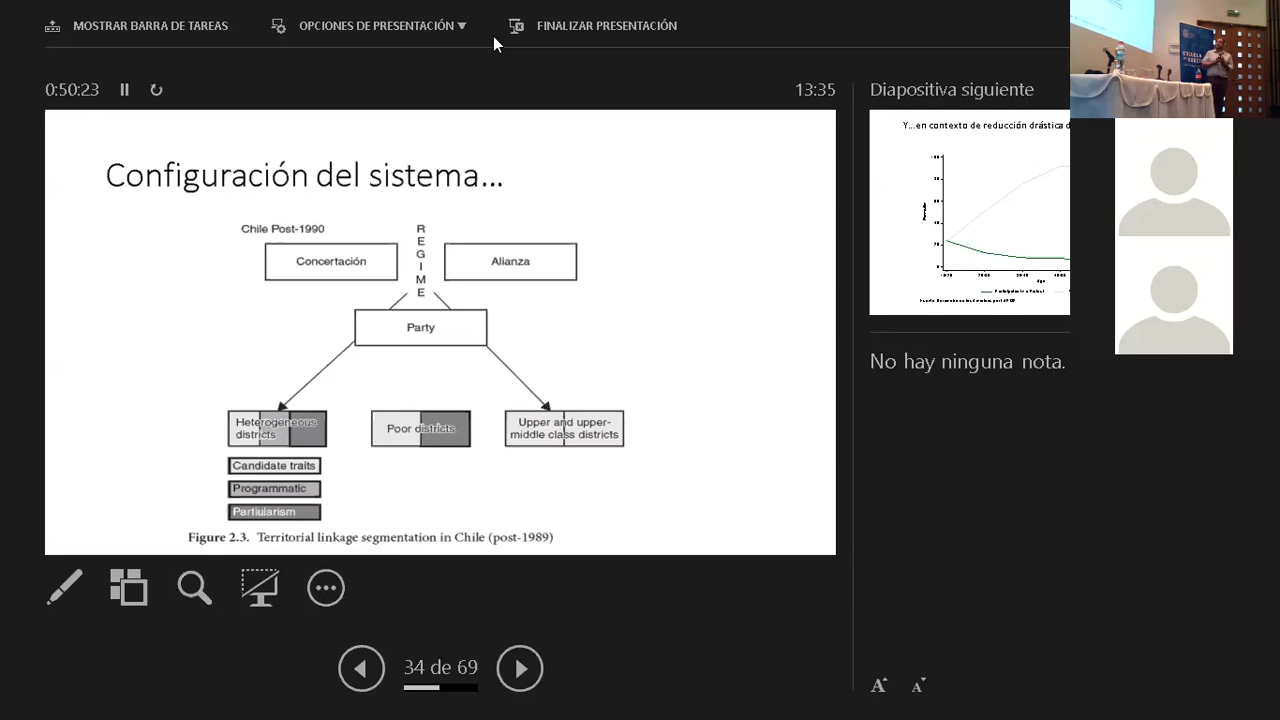 MOSTRAR BARRA DE TAREAS
OPCIONES DE PRESENTACIÓN ▼
FINALIZAR PRESENTACIÓN
0:50:23
13:35
Diapositiva siguiente
Configuración del sistema...
Chile Post-1990
REGIME
Concertación
Alianza
Party
Heterogeneous
districts
Poor districts
Upper and upper-
middle class districts
Candidate traits
Programmatic
Partiularism
Figure 2.3. Territorial linkage segmentation in Chile (post-1989)
Y...en contexto de reducción drástica d
No hay ninguna nota.
34 de 69
A A